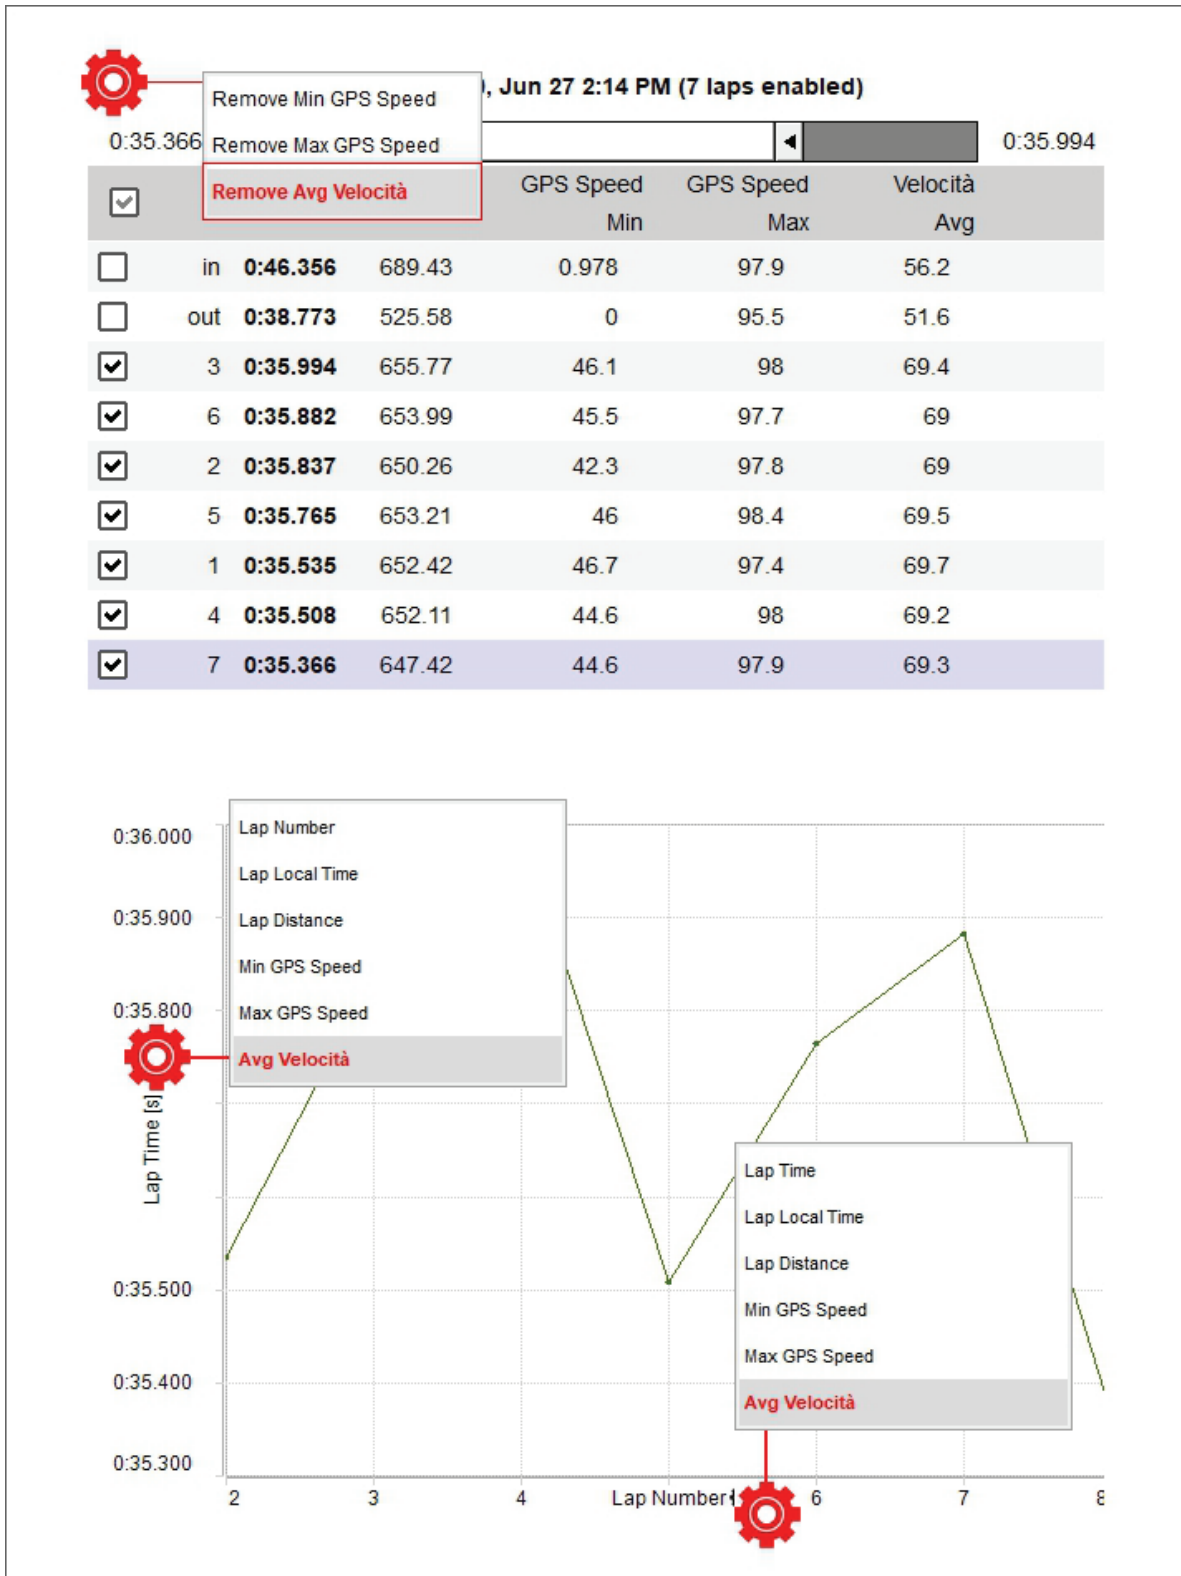 , Jun 27 2:14 PM (7 laps enabled)
Remove Min GPS Speed
Remove Max GPS Speed
Remove Avg Velocità
0:35.366
0:35.994
GPS Speed GPS Speed Velocità
Min Max Avg
in 0:46.356 689.43 0.978 97.9 56.2
out 0:38.773 525.58 0 95.5 51.6
3 0:35.994 655.77 46.1 98 69.4
6 0:35.882 653.99 45.5 97.7 69
2 0:35.837 650.26 42.3 97.8 69
5 0:35.765 653.21 46 98.4 69.5
1 0:35.535 652.42 46.7 97.4 69.7
4 0:35.508 652.11 44.6 98 69.2
7 0:35.366 647.42 44.6 97.9 69.3
0:36.000
0:35.900
0:35.800
Lap Time [s]
0:35.500
0:35.400
0:35.300
Lap Number
Lap Local Time
Lap Distance
Min GPS Speed
Max GPS Speed
Avg Velocità
Lap Time
Lap Local Time
Lap Distance
Min GPS Speed
Max GPS Speed
Avg Velocità
2 3 4 Lap Number 6 7 8